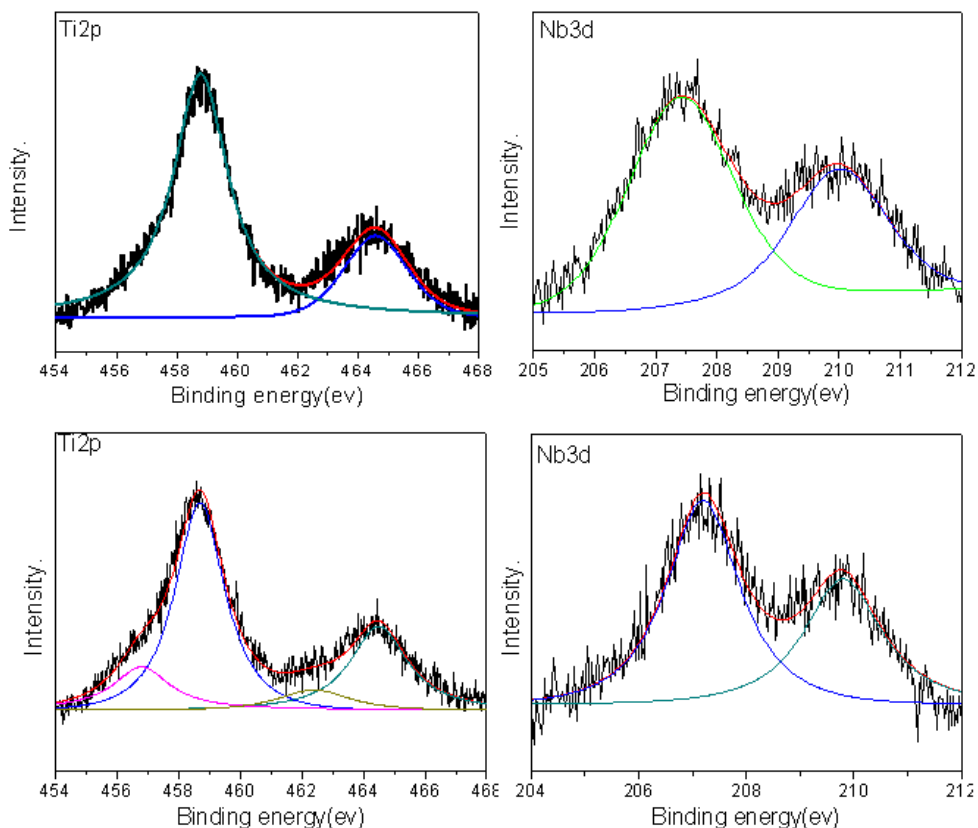 Ti2p
Intensity.
454 456 458 460 462 464 466 468
Binding energy(ev)
Nb3d
Intensity.
205 206 207 208 209 210 211 212
Binding energy(ev)
Ti2p
Intensity.
454 456 458 460 462 464 466 468
Binding energy(ev)
Nb3d
Intensity.
204 206 208 210 212
Binding energy(ev)